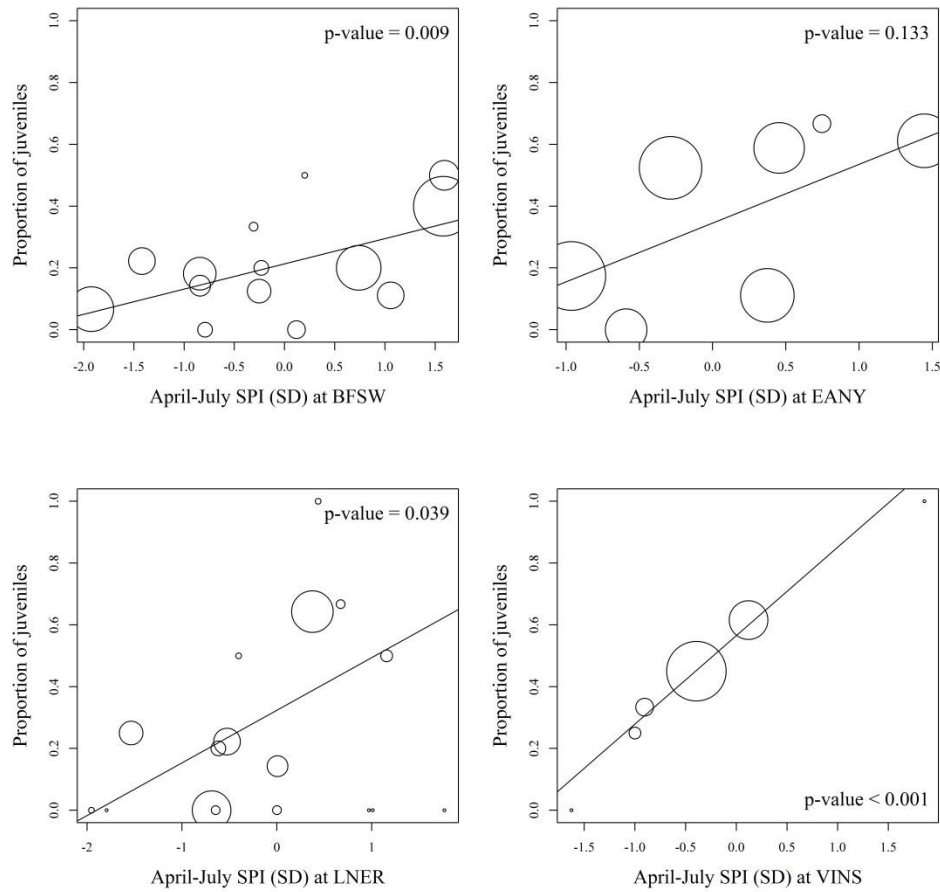 p-value = 0.009
Proportion of juveniles
1.0
0.8
0.6
0.4
0.2
0.0
-2.0 -1.5 -1.0 -0.5 0.0 0.5 1.0 1.5
April-July SPI (SD) at BFSW
p-value = 0.133
Proportion of juveniles
1.0
0.8
0.6
0.4
0.2
0.0
-1.0 -0.5 0.0 0.5 1.0 1.5
April-July SPI (SD) at EANY
p-value = 0.039
Proportion of juveniles
1.0
0.8
0.6
0.4
0.2
0.0
-2 -1 0 1
April-July SPI (SD) at LNER
Proportion of juveniles
1.0
0.8
0.6
0.4
0.2
0.0
p-value < 0.001
-1.5 -1.0 -0.5 0.0 0.5 1.0 1.5
April-July SPI (SD) at VINS